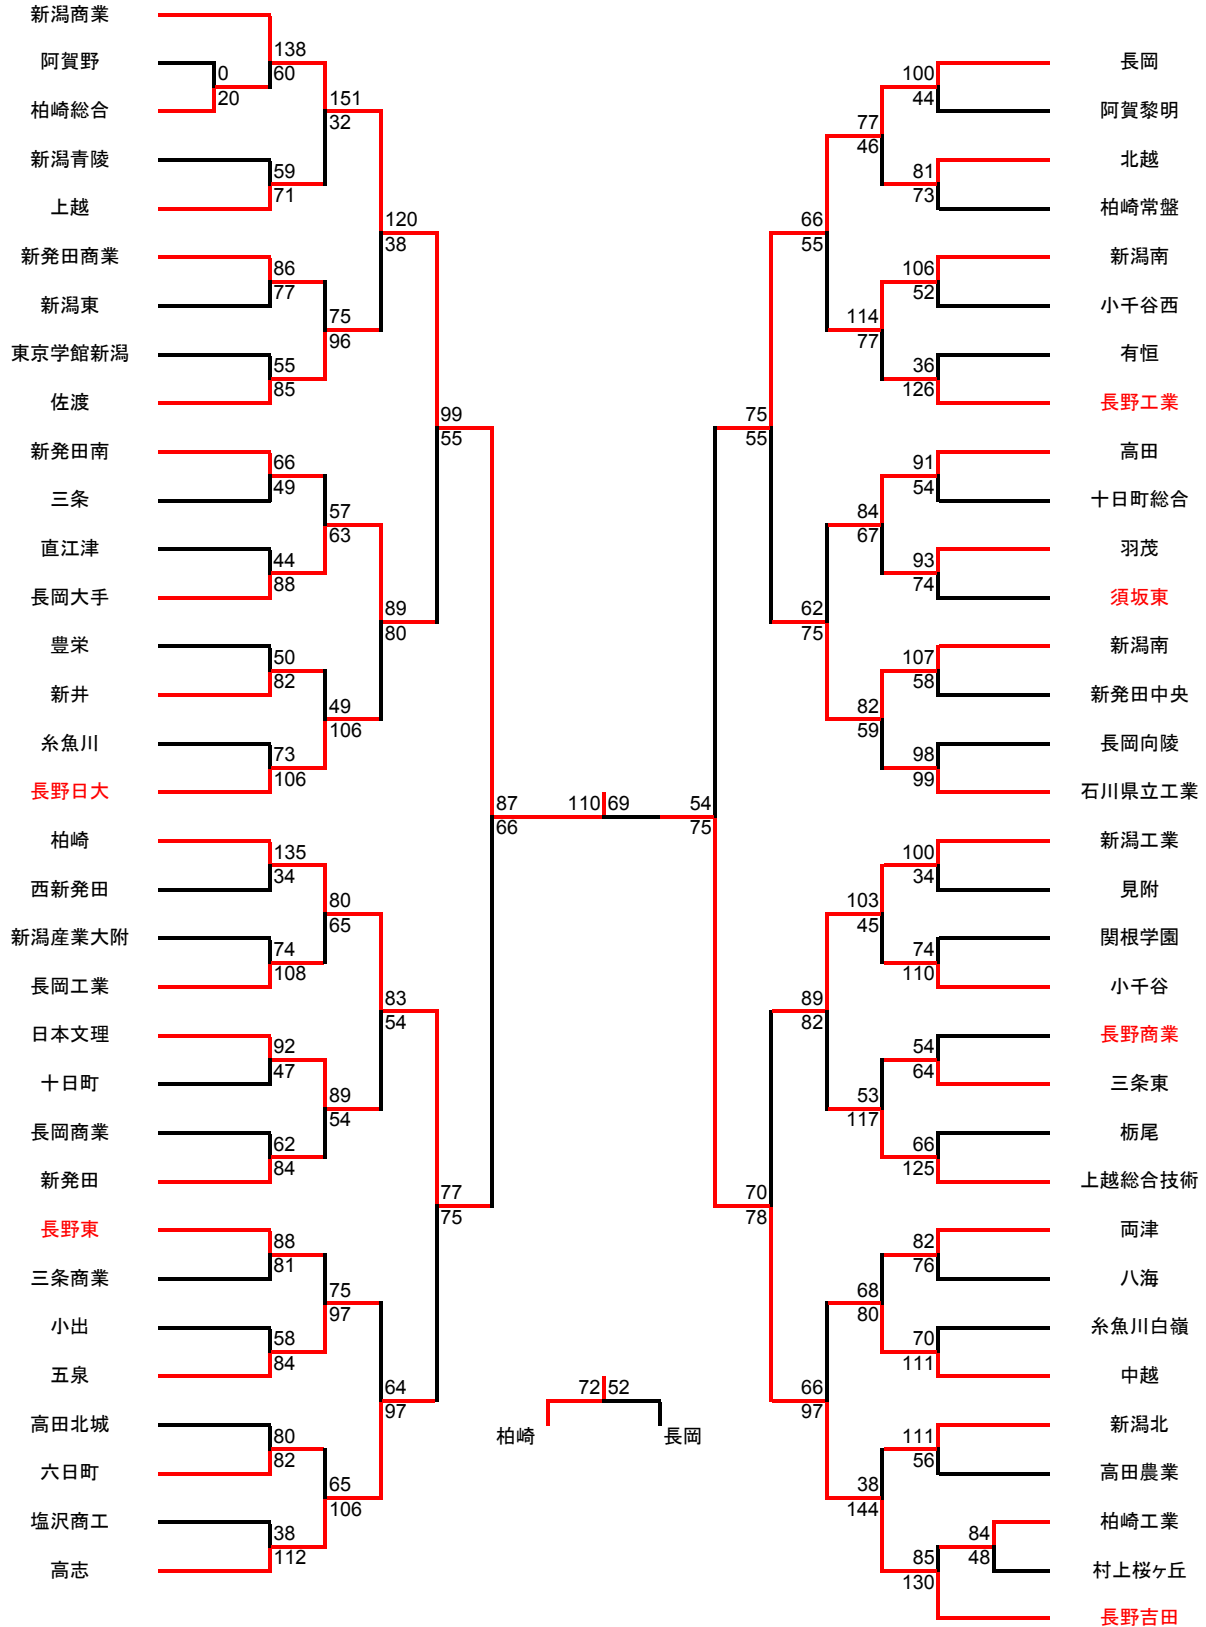 新潟商業
138
60
阿賀野
0
20
柏崎総合
151
32
新潟青陵
59
71
上越
120
38
新発田商業
86
77
新潟東
75
96
東京学館新潟
55
85
佐渡
99
55
新発田南
66
49
三条
57
63
直江津
44
88
長岡大手
89
80
豊栄
50
82
新井
49
106
糸魚川
73
106
長野日大
87
66
柏崎
135
34
西新発田
80
65
新潟産業大附
74
108
長岡工業
83
54
日本文理
92
47
十日町
89
54
長岡商業
62
84
新発田
77
75
長野東
88
81
三条商業
75
97
小出
58
84
五泉
64
97
高田北城
80
82
六日町
65
106
塩沢商工
38
112
高志
110 69
72 52
柏崎 長岡
長岡
100
44
阿賀黎明
77
46
北越
81
73
柏崎常盤
66
55
新潟南
106
52
小千谷西
114
77
有恒
36
126
長野工業
75
55
高田
91
54
十日町総合
84
67
羽茂
93
74
須坂東
62
75
新潟南
107
58
新発田中央
82
59
長岡向陵
98
99
石川県立工業
54
75
新潟工業
100
34
見附
103
45
関根学園
74
110
小千谷
89
82
長野商業
54
64
三条東
53
117
栃尾
66
125
上越総合技術
70
78
両津
82
76
八海
68
80
糸魚川白嶺
70
111
中越
66
97
新潟北
111
56
高田農業
38
144
柏崎工業
84
48
村上桜ヶ丘
85
130
長野吉田